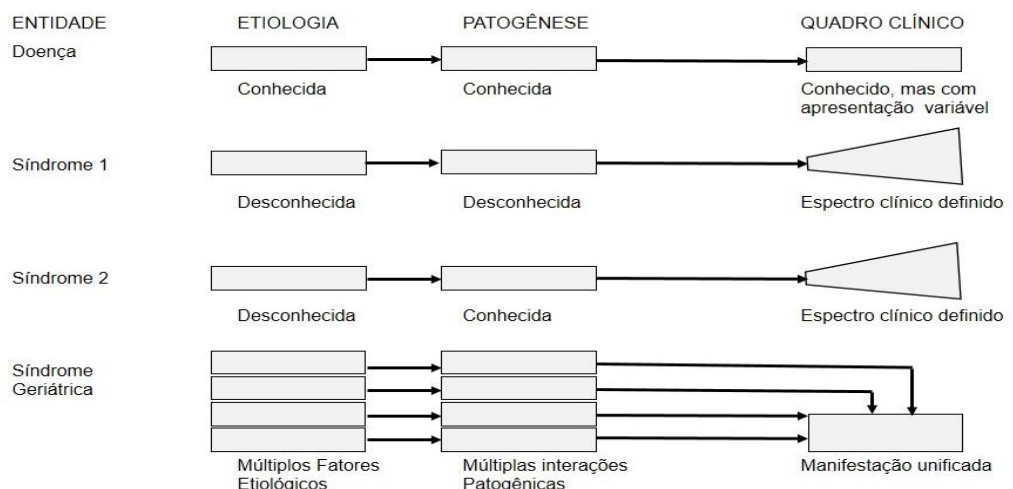 ENTIDADE ETIOLOGIA PATOGÊNESE QUADRO CLÍNICO
Doença
Conhecida Conhecida Conhecido, mas com
apresentação variável
Síndrome 1
Desconhecida Desconhecida Espectro clínico definido
Síndrome 2
Desconhecida Conhecida Espectro clínico definido
Síndrome
Geriátrica
Múltiplos Fatores Múltiplas interações Manifestação unificada
Etiológicos Patogênicas